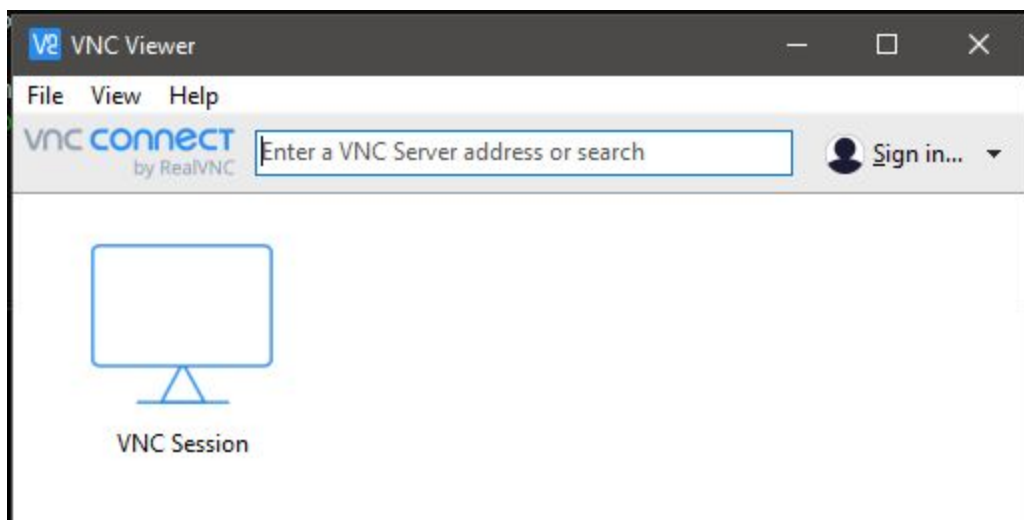 VNC Viewer
File View Help
vnc connect
by RealVNC
Enter a VNC Server address or search
Sign in...
VNC Session